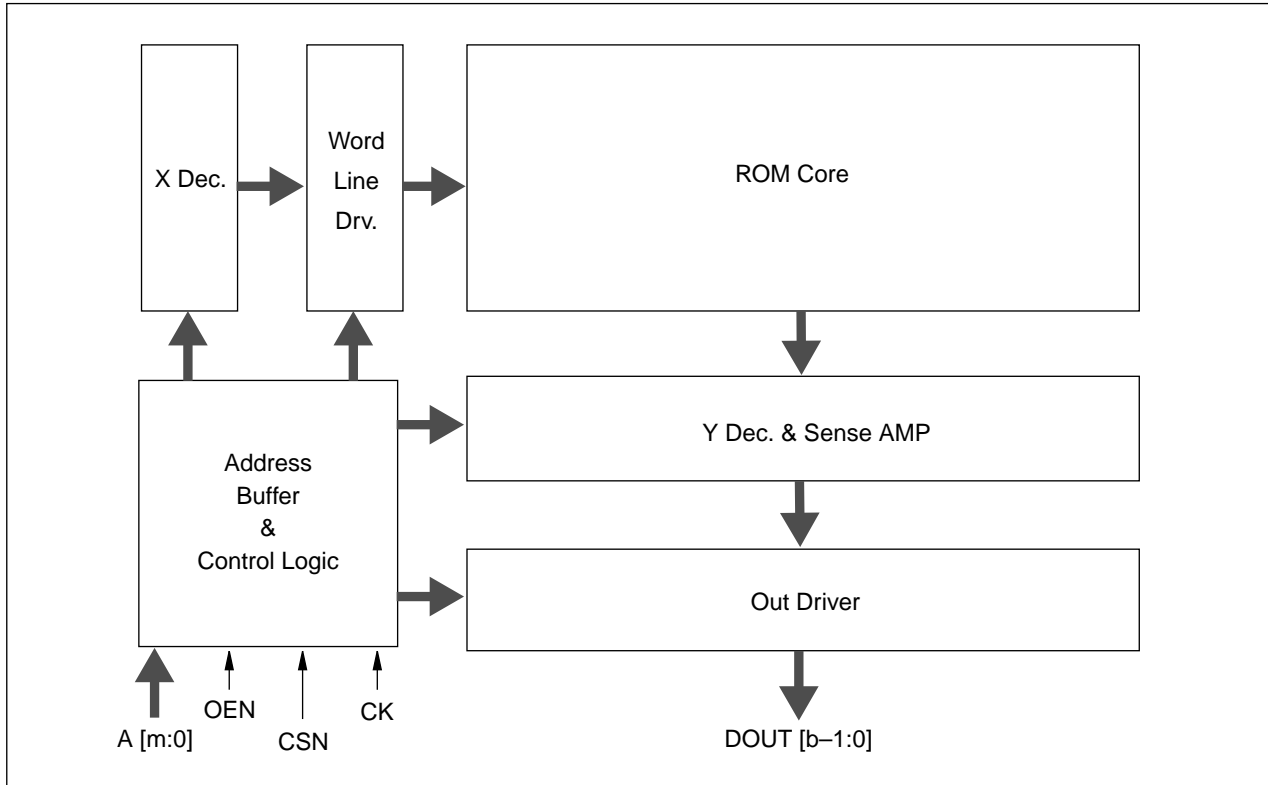 X Dec.
Word
Line
Drv.
ROM Core
Y Dec. & Sense AMP
Address
Buffer
&
Control Logic
Out Driver
OEN
CK
A [m:0]
CSN
DOUT [b–1:0]